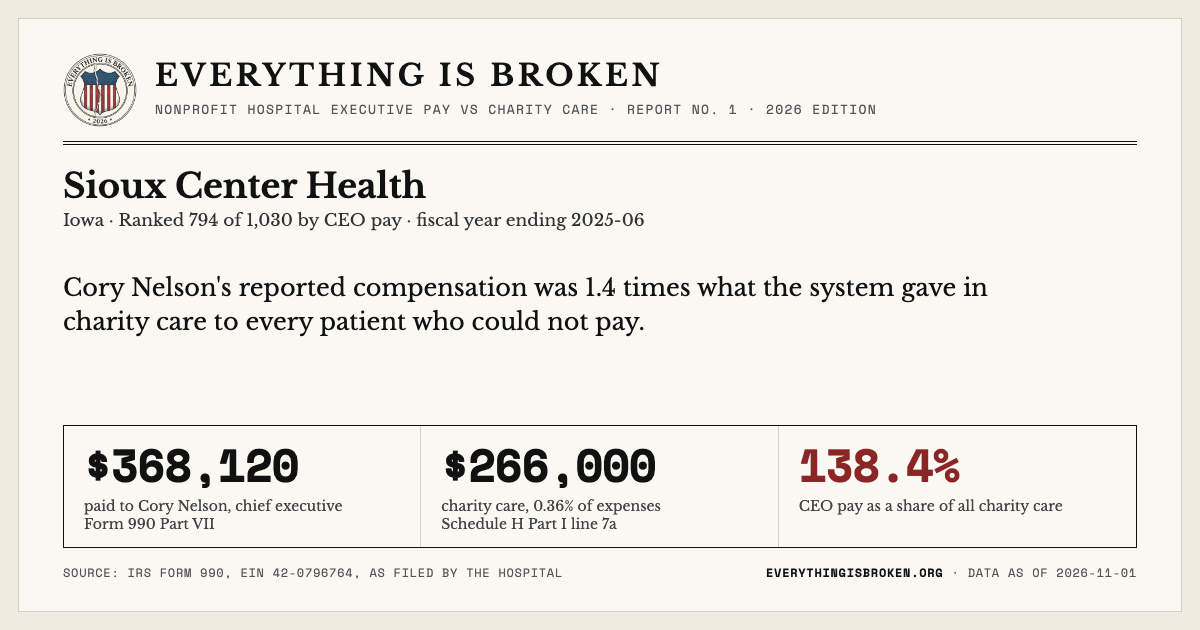 EVERYTHING IS BROKEN
2026
EVERYTHING IS BROKEN
NONPROFIT HOSPITAL EXECUTIVE PAY VS CHARITY CARE · REPORT NO. 1 · 2026 EDITION
Sioux Center Health
Iowa · Ranked 794 of 1,030 by CEO pay · fiscal year ending 2025-06
Cory Nelson's reported compensation was 1.4 times what the system gave in
charity care to every patient who could not pay.
$368,120
paid to Cory Nelson, chief executive
Form 990 Part VII
$266,000
charity care, 0.36% of expenses
Schedule H Part I line 7a
138.4%
CEO pay as a share of all charity care
SOURCE: IRS FORM 990, EIN 42-0796764, AS FILED BY THE HOSPITAL
EVERYTHINGISBROKEN.ORG · DATA AS OF 2026-11-01